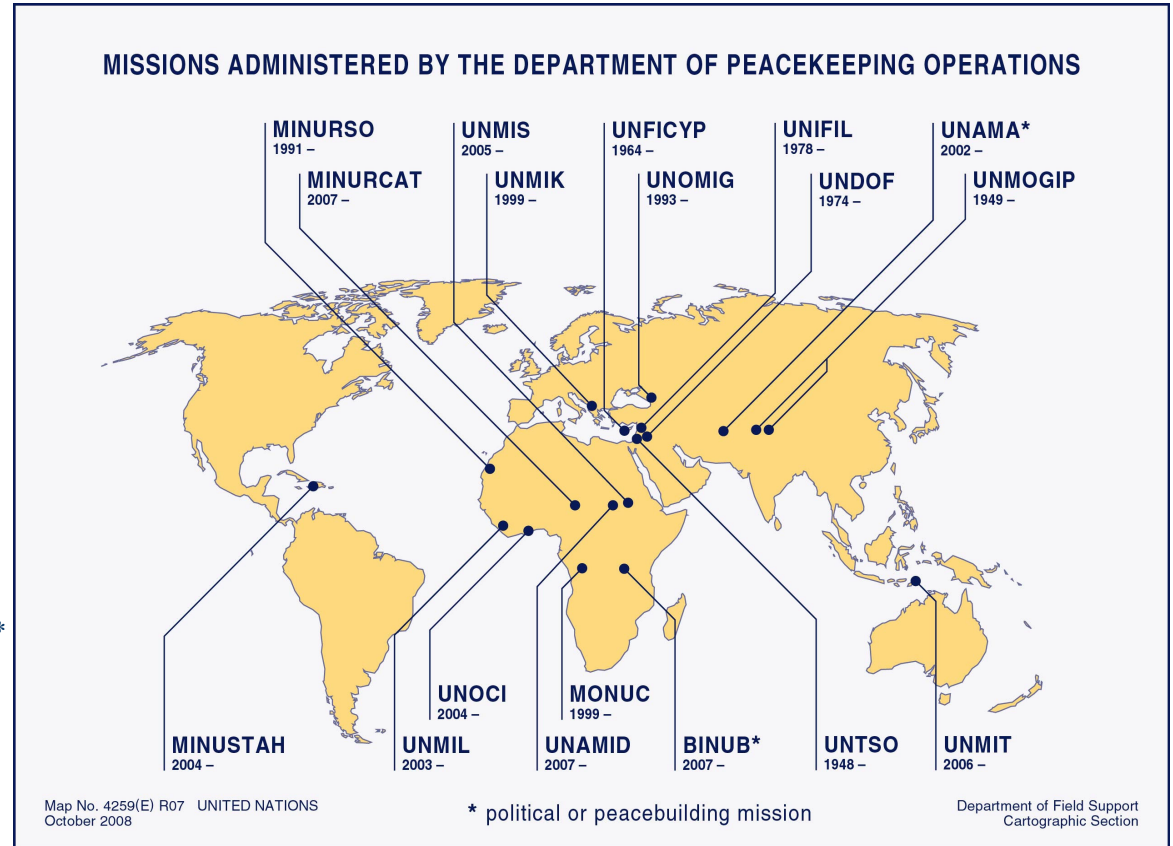 MISSIONS ADMINISTERED BY THE DEPARTMENT OF PEACEKEEPING OPERATIONS
MINURSO
1991 –
UNMIS
2005 –
UNFICYP
1964 –
UNIFIL
1978 –
UNAMA*
2002 –
MINURCAT
2007 –
UNMIK
1999 –
UNOMIG
1993 –
UNDOF
1974 –
UNMOGIP
1949 –
*
UNOCI
2004 –
MONUC
1999 –
MINUSTAH
2004 –
UNMIL
2003 –
UNAMID
2007 –
BINUB*
2007 –
UNTSO
1948 –
UNMIT
2006 –
Map No. 4259(E) R07 UNITED NATIONS
October 2008
* political or peacebuilding mission
Department of Field Support
Cartographic Section